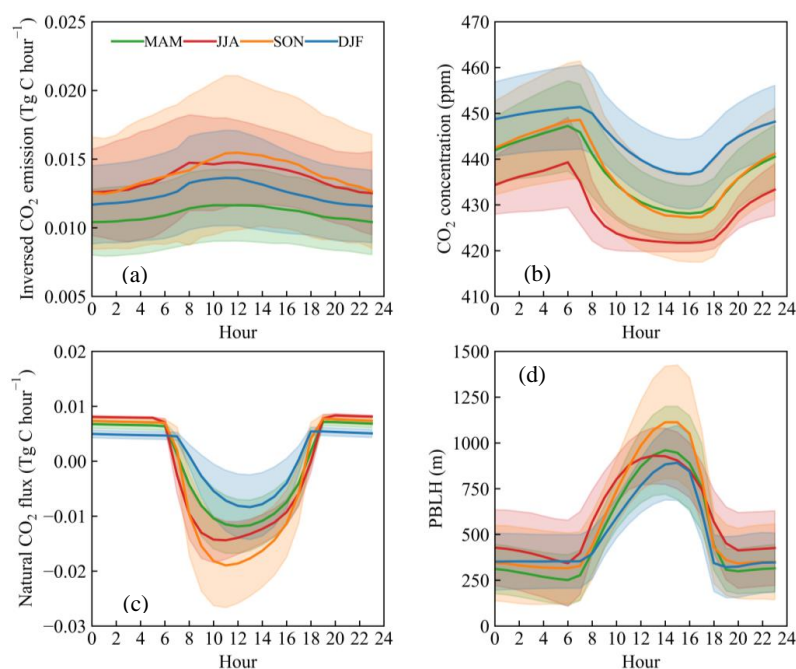 Inversed CO₂ emission (Tg C hour⁻¹)
0.025
0.020
0.015
0.010
0.005
MAM JJA SON DJF
(a)
0 2 4 6 8 10 12 14 16 18 20 22 24
Hour
CO₂ concentration (ppm)
470
460
450
440
430
420
410
(b)
0 2 4 6 8 10 12 14 16 18 20 22 24
Hour
Natural CO₂ flux (Tg C hour⁻¹)
0.02
0.01
0.00
−0.01
−0.02
−0.03
(c)
0 2 4 6 8 10 12 14 16 18 20 22 24
Hour
PBLH (m)
1500
1250
1000
750
500
250
0
(d)
0 2 4 6 8 10 12 14 16 18 20 22 24
Hour